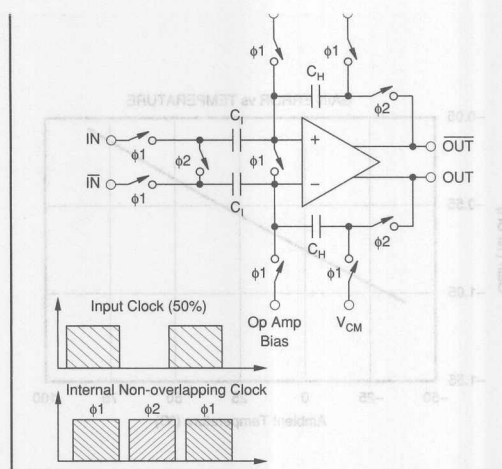 ϕ1 ϕ1
C_H
ϕ2
C_I
IN ϕ1 ϕ2 ϕ1 + OUT
IN ϕ1 − OUT
C_I
C_H ϕ2
ϕ1 ϕ1
Op Amp Bias V_CM
Input Clock (50%)
Internal Non-overlapping Clock
ϕ1 ϕ2 ϕ1